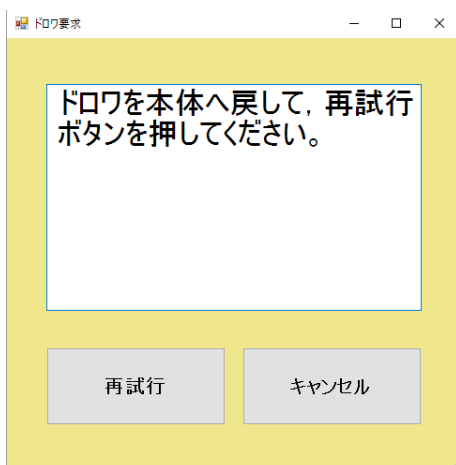 ドロワ要求
ドロワを本体へ戻して，再試行
ボタンを押してください。
再試行
キャンセル